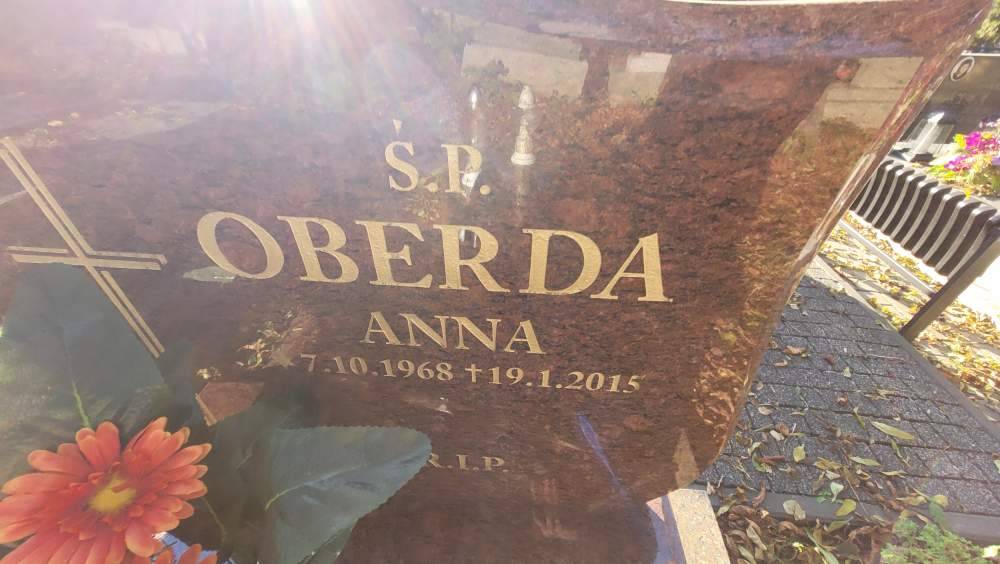 Ś.P.
OBERDA
ANNA
7.10.1968 †19.1.2015
R.I.P.